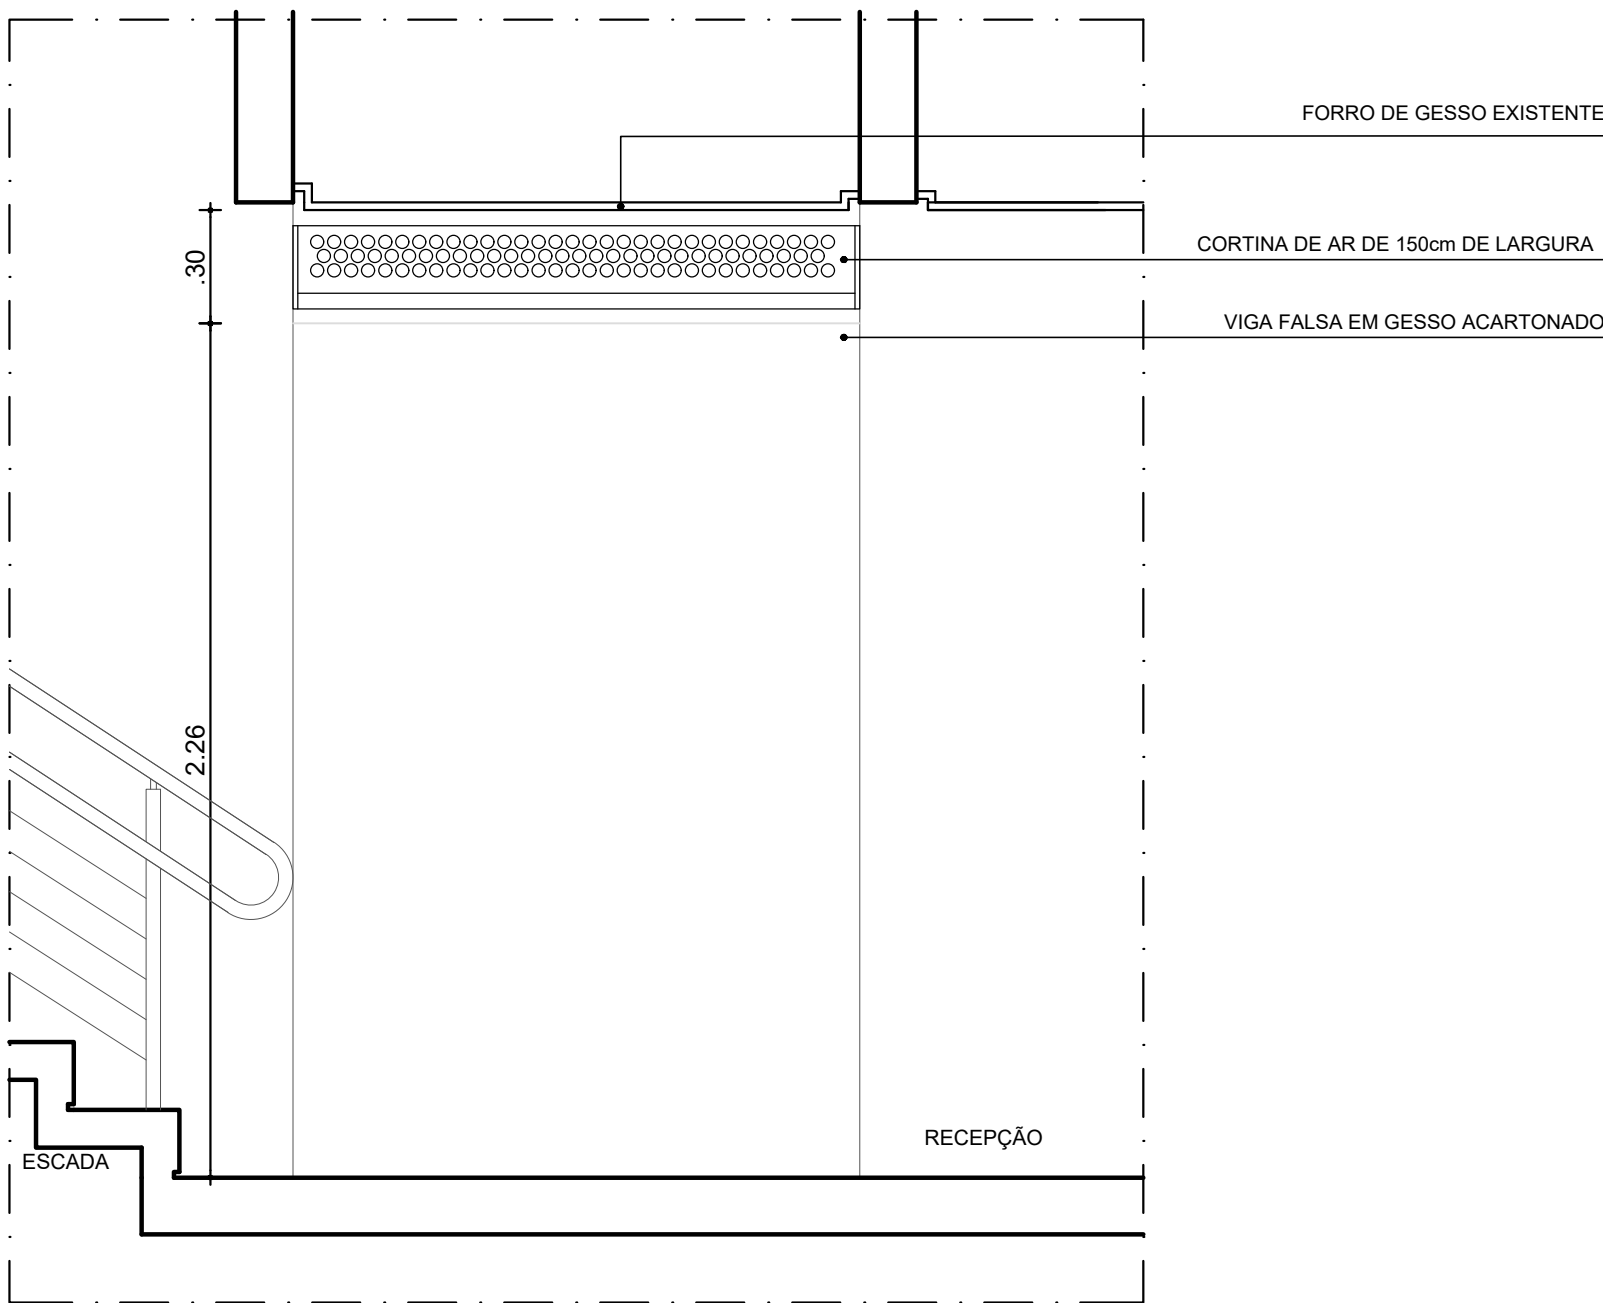 FORRO DE GESSO EXISTENTE
CORTINA DE AR DE 150cm DE LARGURA
.30
VIGA FALSA EM GESSO ACARTONADO
2.26
RECEPÇÃO
ESCADA